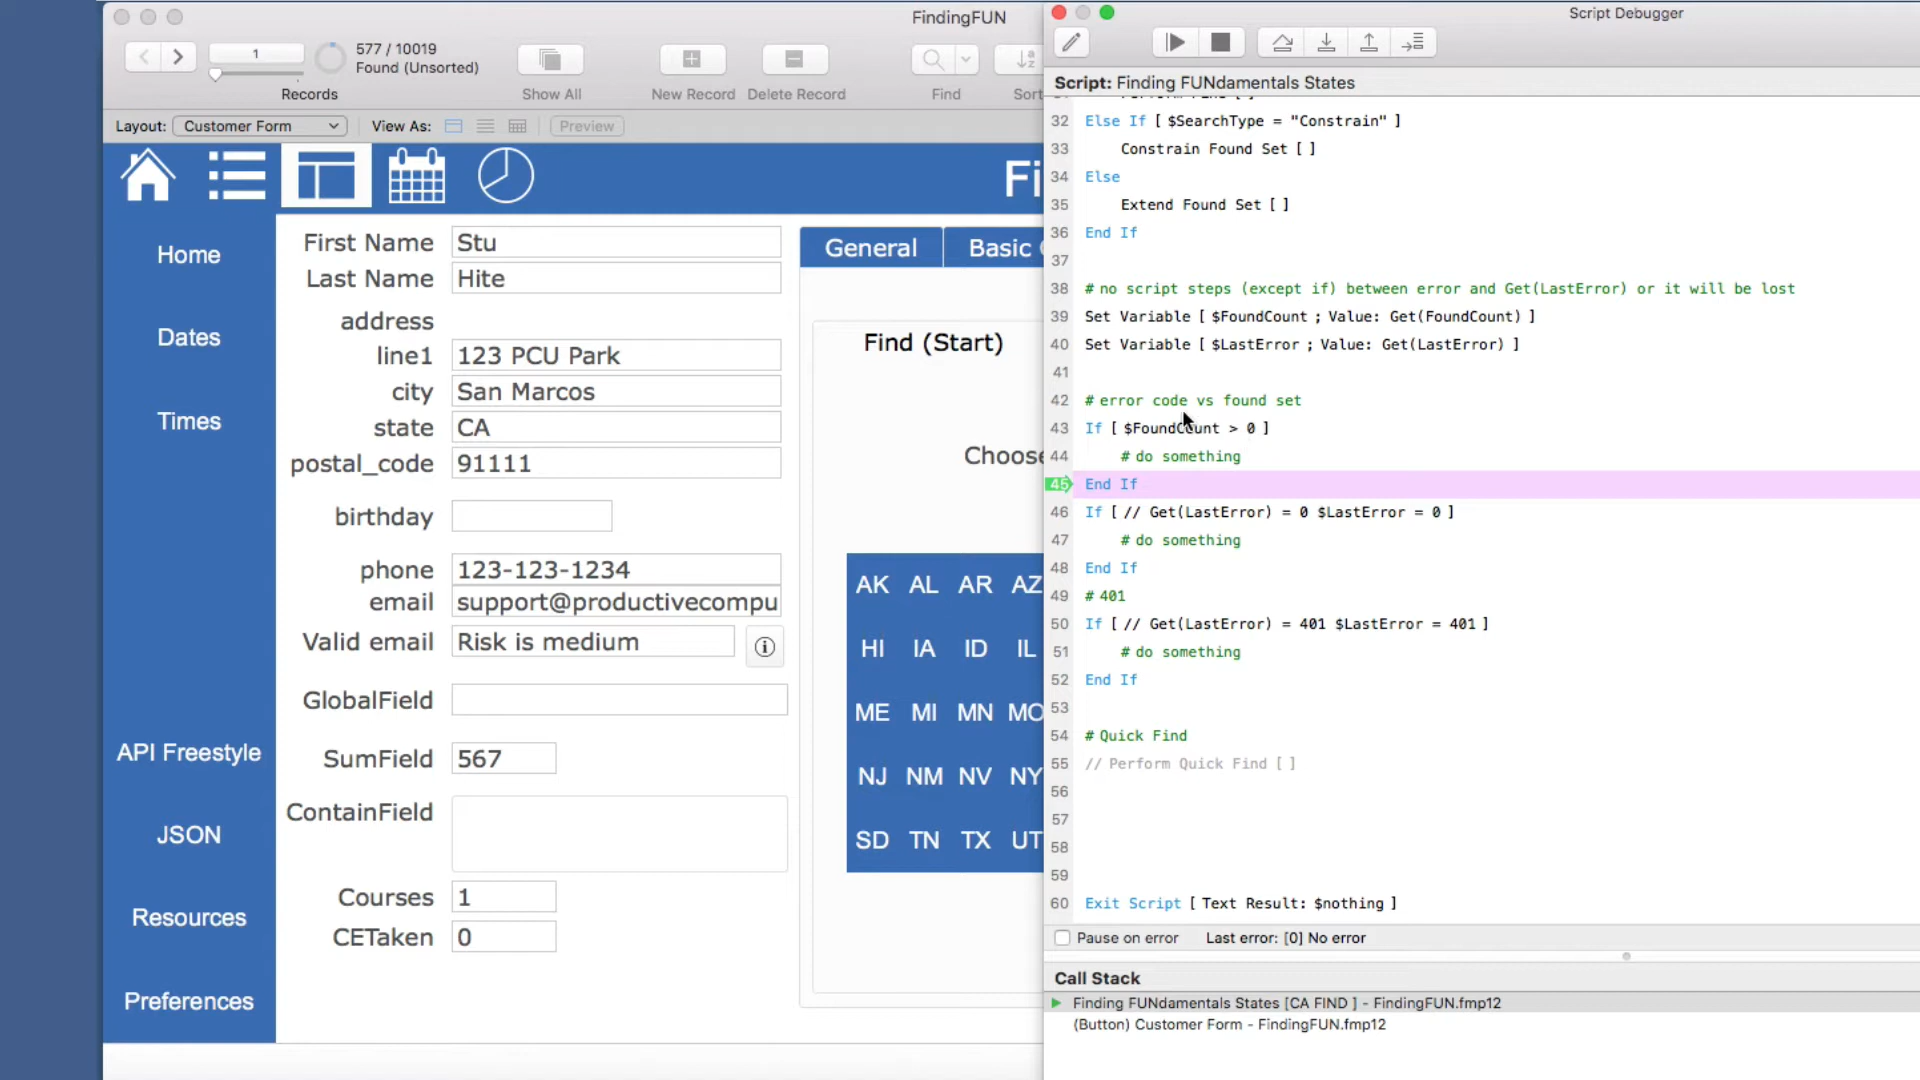 FindingFUN
1
577 / 10019
Found (Unsorted)
Records
Show All
New Record
Delete Record
Find
Sort
Layout:
Customer Form
View As:
Preview
Fi
Home
Dates
Times
API Freestyle
JSON
Resources
Preferences
First Name
Stu
Last Name
Hite
address
line1
123 PCU Park
city
San Marcos
state
CA
postal_code
91111
birthday
phone
123-123-1234
email
support@productivecompu
Valid email
Risk is medium
GlobalField
SumField
567
ContainField
Courses
1
CETaken
0
General
Basic
Find (Start)
Choose
AK AL AR AZ
HI IA ID IL
ME MI MN MO
NJ NM NV NY
SD TN TX UT
Script Debugger
Script: Finding FUNdamentals States
32 Else If [ $SearchType = "Constrain" ]
33 Constrain Found Set [ ]
34 Else
35 Extend Found Set [ ]
36 End If
37
38 # no script steps (except if) between error and Get(LastError) or it will be lost
39 Set Variable [ $FoundCount ; Value: Get(FoundCount) ]
40 Set Variable [ $LastError ; Value: Get(LastError) ]
41
42 # error code vs found set
43 If [ $FoundCount > 0 ]
44 # do something
45 End If
46 If [ // Get(LastError) = 0 $LastError = 0 ]
47 # do something
48 End If
49 # 401
50 If [ // Get(LastError) = 401 $LastError = 401 ]
51 # do something
52 End If
53
54 # Quick Find
55 // Perform Quick Find [ ]
56
57
58
59
60 Exit Script [ Text Result: $nothing ]
Pause on error
Last error: [0] No error
Call Stack
Finding FUNdamentals States [CA FIND ] - FindingFUN.fmp12
(Button) Customer Form - FindingFUN.fmp12